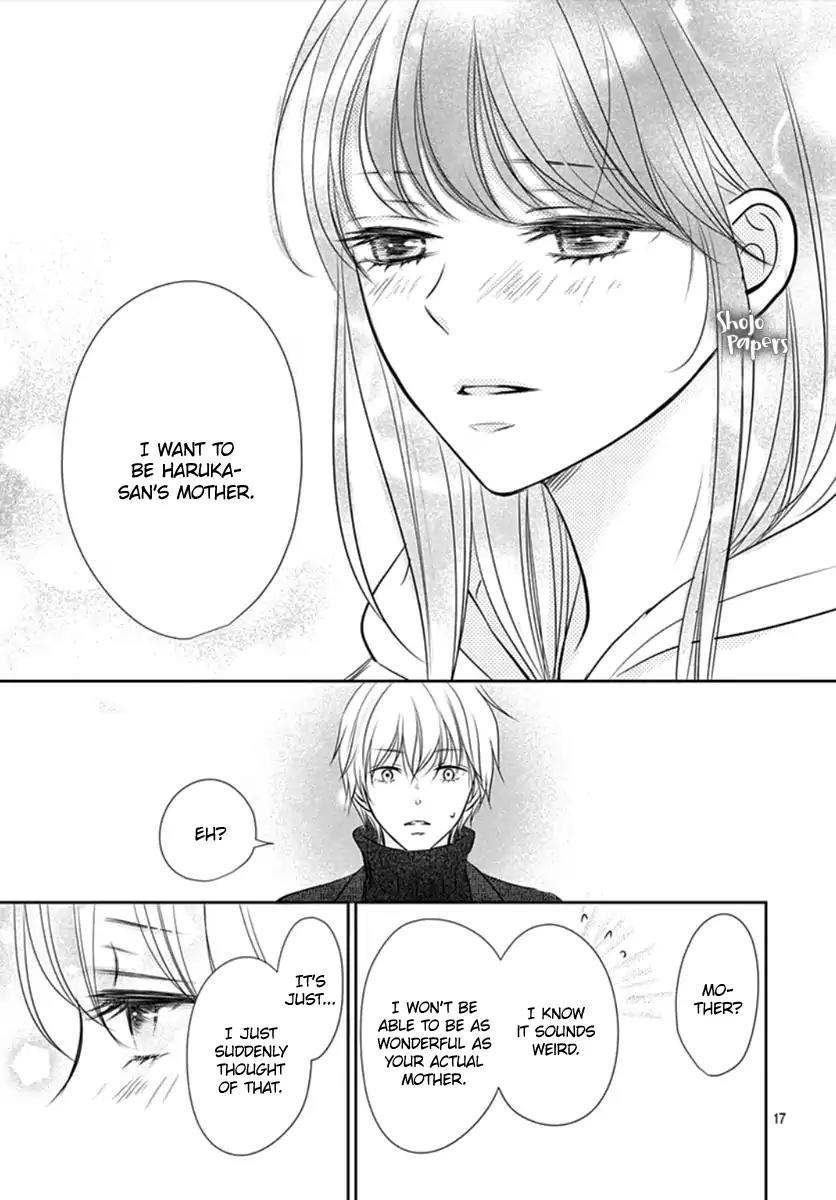 Shojo
Papers
I WANT TO
BE HARUKA-
SAN'S MOTHER.
EH?
MO-
THER?
I KNOW
IT SOUNDS
WEIRD.
I WON'T BE
ABLE TO BE AS
WONDERFUL AS
YOUR ACTUAL
MOTHER.
IT'S
JUST...
I JUST
SUDDENLY
THOUGHT
OF THAT.
17